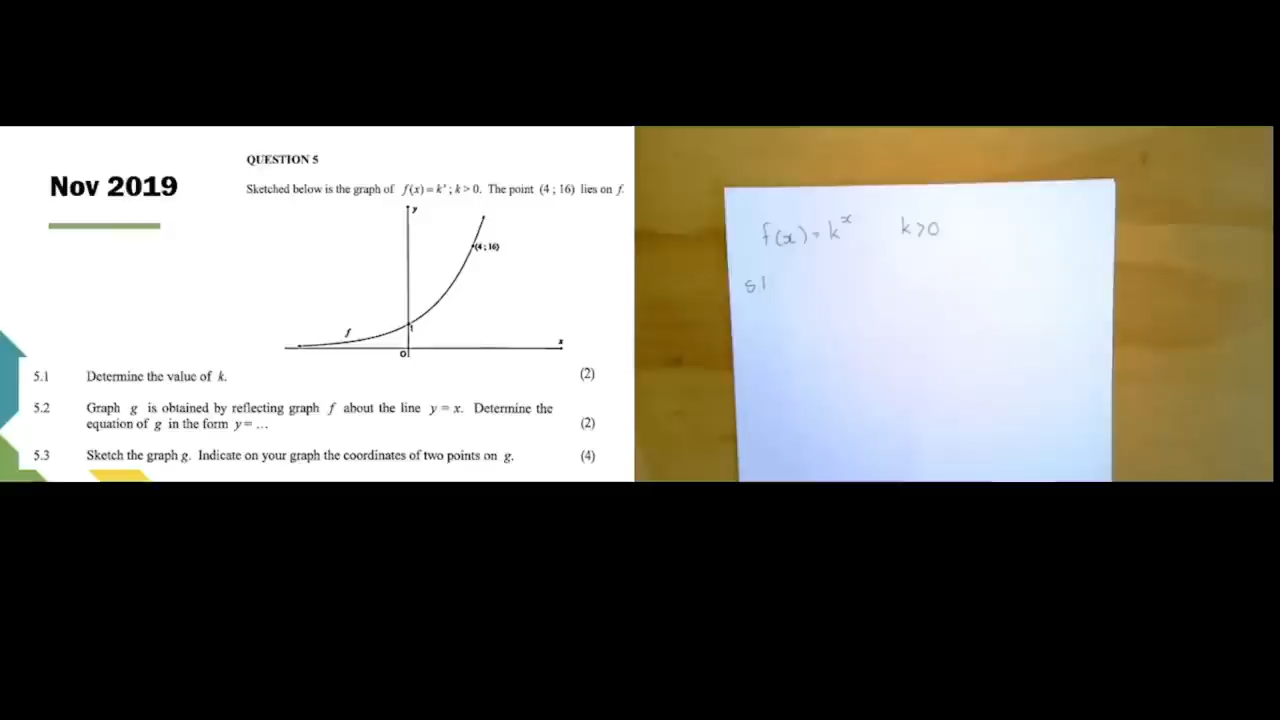 Nov 2019
QUESTION 5
Sketched below is the graph of f(x) = kˣ ; k > 0. The point (4 ; 16) lies on f.
y
(4 ; 16)
f
1
x
O
5.1 Determine the value of k. (2)
5.2 Graph g is obtained by reflecting graph f about the line y = x. Determine the
equation of g in the form y = ... (2)
5.3 Sketch the graph g. Indicate on your graph the coordinates of two points on g. (4)
f(x) = kˣ k>0
51